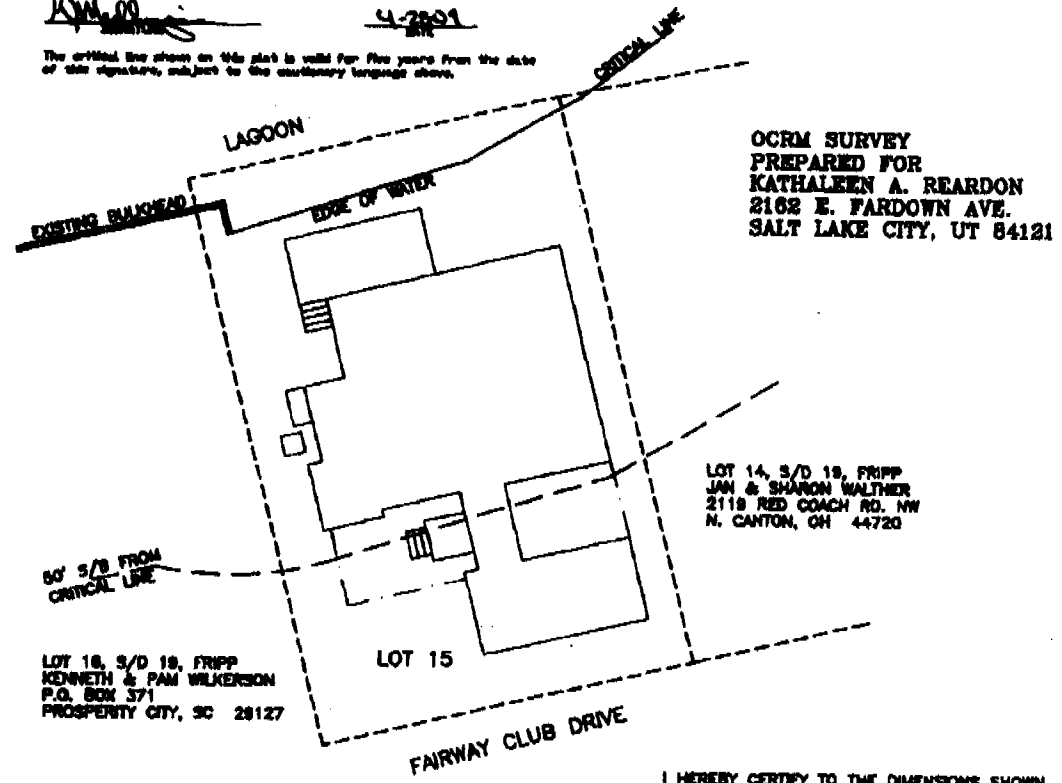 4-2801
DATE
The critical line shown on this plat is valid for five years from the date
of this signature, subject to the cautionary language above.
CRITICAL LINE
LAGOON
OCRM SURVEY
PREPARED FOR
KATHALEEN A. REARDON
2162 E. FARDOWN AVE.
SALT LAKE CITY, UT 84121
EXISTING BULKHEAD
EDGE OF WATER
LOT 14, S/D 19, FRIPP
JAN & SHARON WALTHER
2119 RED COACH RD. NW
N. CANTON, OH 44720
50' S/B FROM
CRITICAL LINE
LOT 16, S/D 19, FRIPP
KENNETH & PAM WILKERSON
P.O. BOX 371
PROSPERITY CITY, SC 29127
LOT 15
FAIRWAY CLUB DRIVE
I HEREBY CERTIFY TO THE DIMENSIONS SHOWN